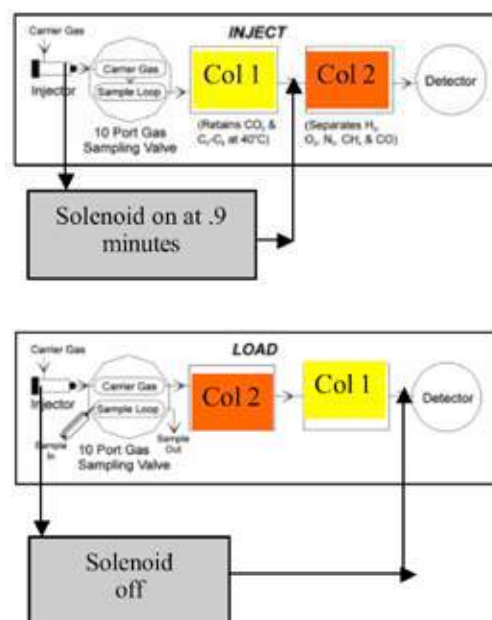 INJECT
Carrier Gas
Injector
Carrier Gas
Sample Loop
10 Port Gas
Sampling Valve
Col 1
(Retains CO₂ &
C₂-C₆ at 40°C)
Col 2
(Separates H₂,
O₂, N₂, CH₄ & CO)
Detector
Solenoid on at .9
minutes
LOAD
Carrier Gas
Injector
Carrier Gas
Sample Loop
Sample
In
Sample
Out
10 Port Gas
Sampling Valve
Col 2
Col 1
Detector
Solenoid
off